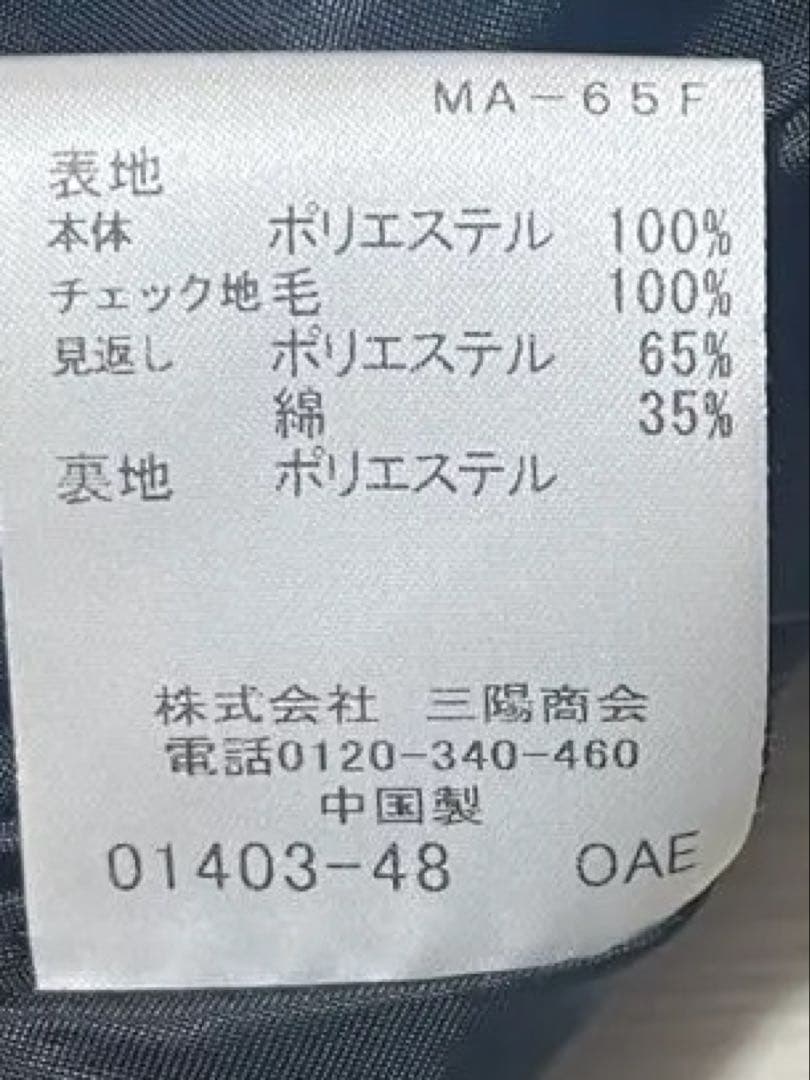 MA-65F
表地
本体 ポリエステル 100%
チェック地 毛 100%
見返し ポリエステル 65%
綿 35%
裏地 ポリエステル
株式会社 三陽商会
電話0120-340-460
中国製
01403-48 OAE